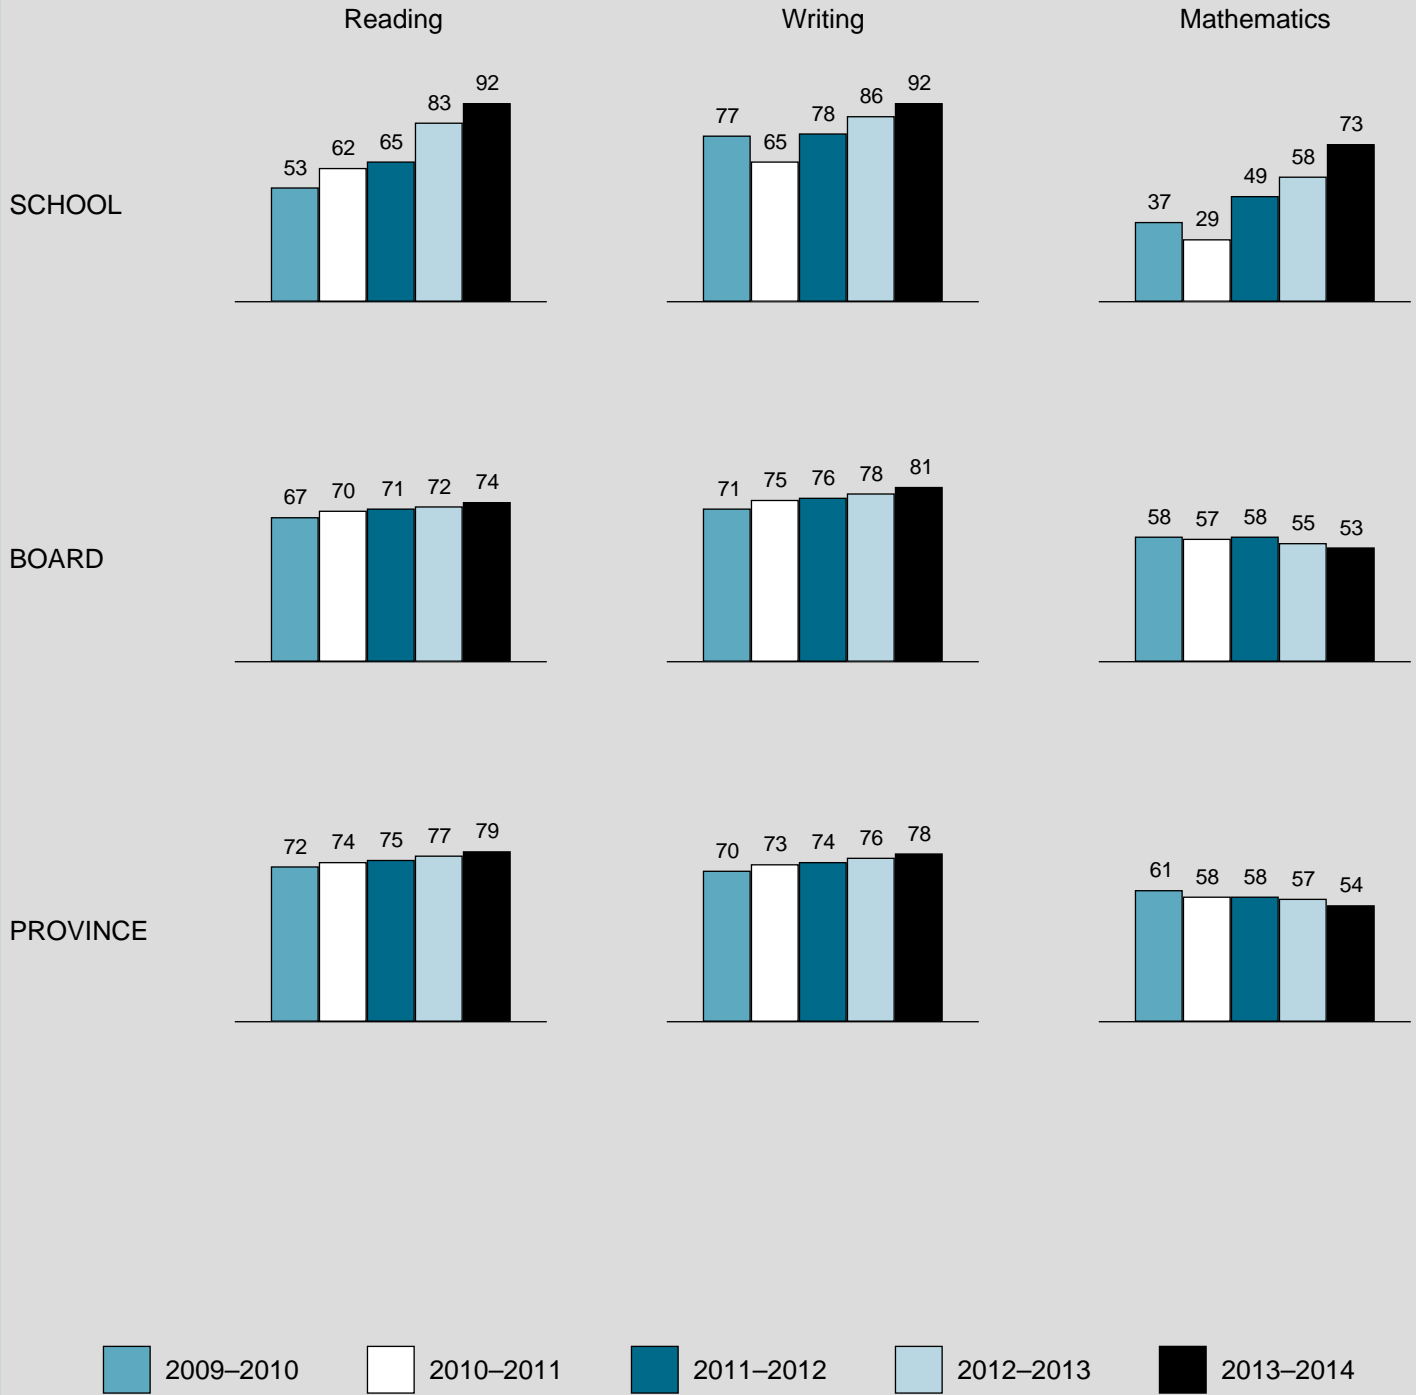 Reading Writing Mathematics
SCHOOL
53 62 65 83 92
77 65 78 86 92
37 29 49 58 73
BOARD
67 70 71 72 74
71 75 76 78 81
58 57 58 55 53
PROVINCE
72 74 75 77 79
70 73 74 76 78
61 58 58 57 54
2009–2010 2010–2011 2011–2012 2012–2013 2013–2014